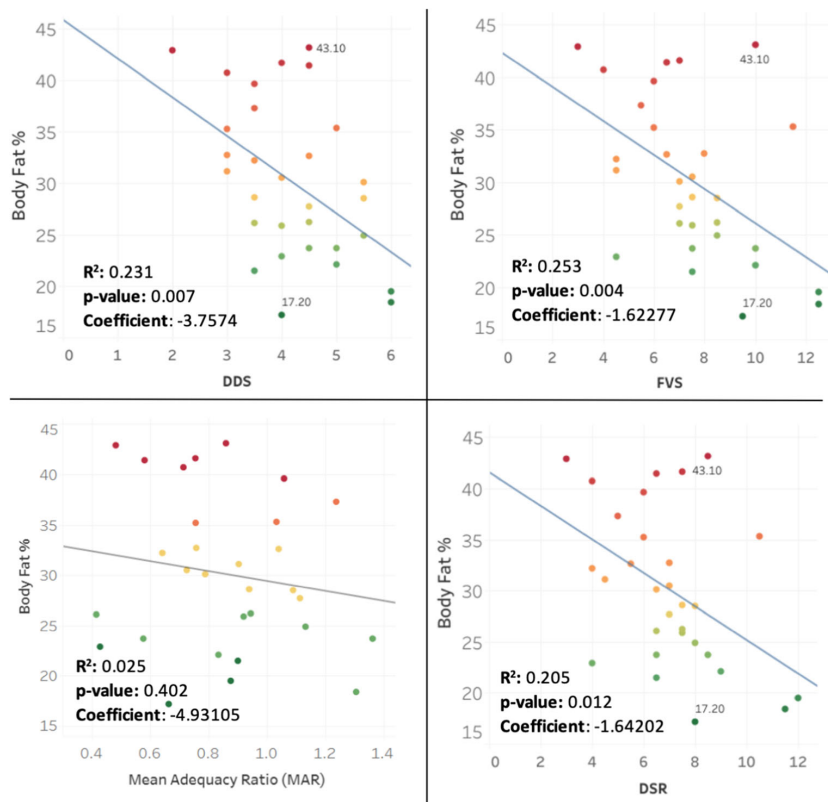 45
40
35
30
25
20
15
Body Fat %
43.10
17.20
R²: 0.231
p-value: 0.007
Coefficient: -3.7574
0 1 2 3 4 5 6
DDS
45
40
35
30
25
20
15
Body Fat %
43.10
17.20
R²: 0.253
p-value: 0.004
Coefficient: -1.62277
0 2 4 6 8 10 12
FVS
45
40
35
30
25
20
15
Body Fat %
R²: 0.025
p-value: 0.402
Coefficient: -4.93105
0.4 0.6 0.8 1.0 1.2 1.4
Mean Adequacy Ratio (MAR)
45
40
35
30
25
20
15
Body Fat %
43.10
17.20
R²: 0.205
p-value: 0.012
Coefficient: -1.64202
0 2 4 6 8 10 12
DSR